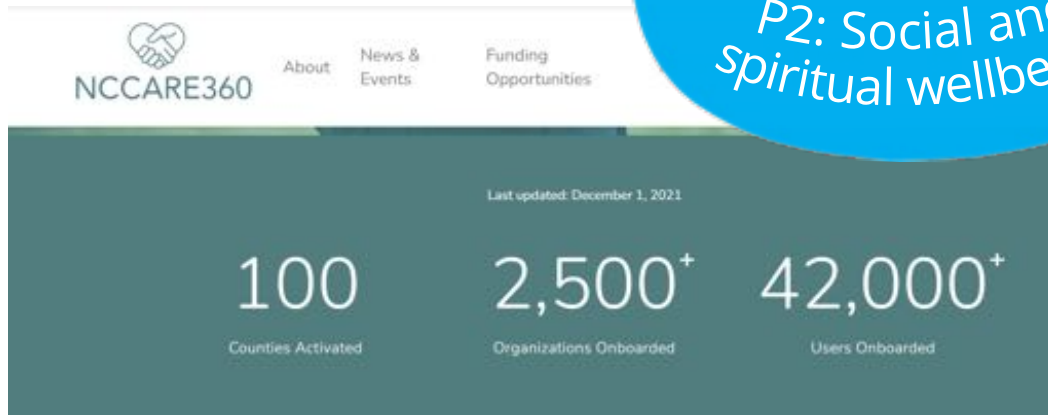 P2: Social and
spiritual
NCCARE360
About
News &
Events
Funding
Opportunities
Last updated: December 1, 2021
100
2,500+
42,000+
Counties Activated
Organizations Onboarded
Users Onboarded